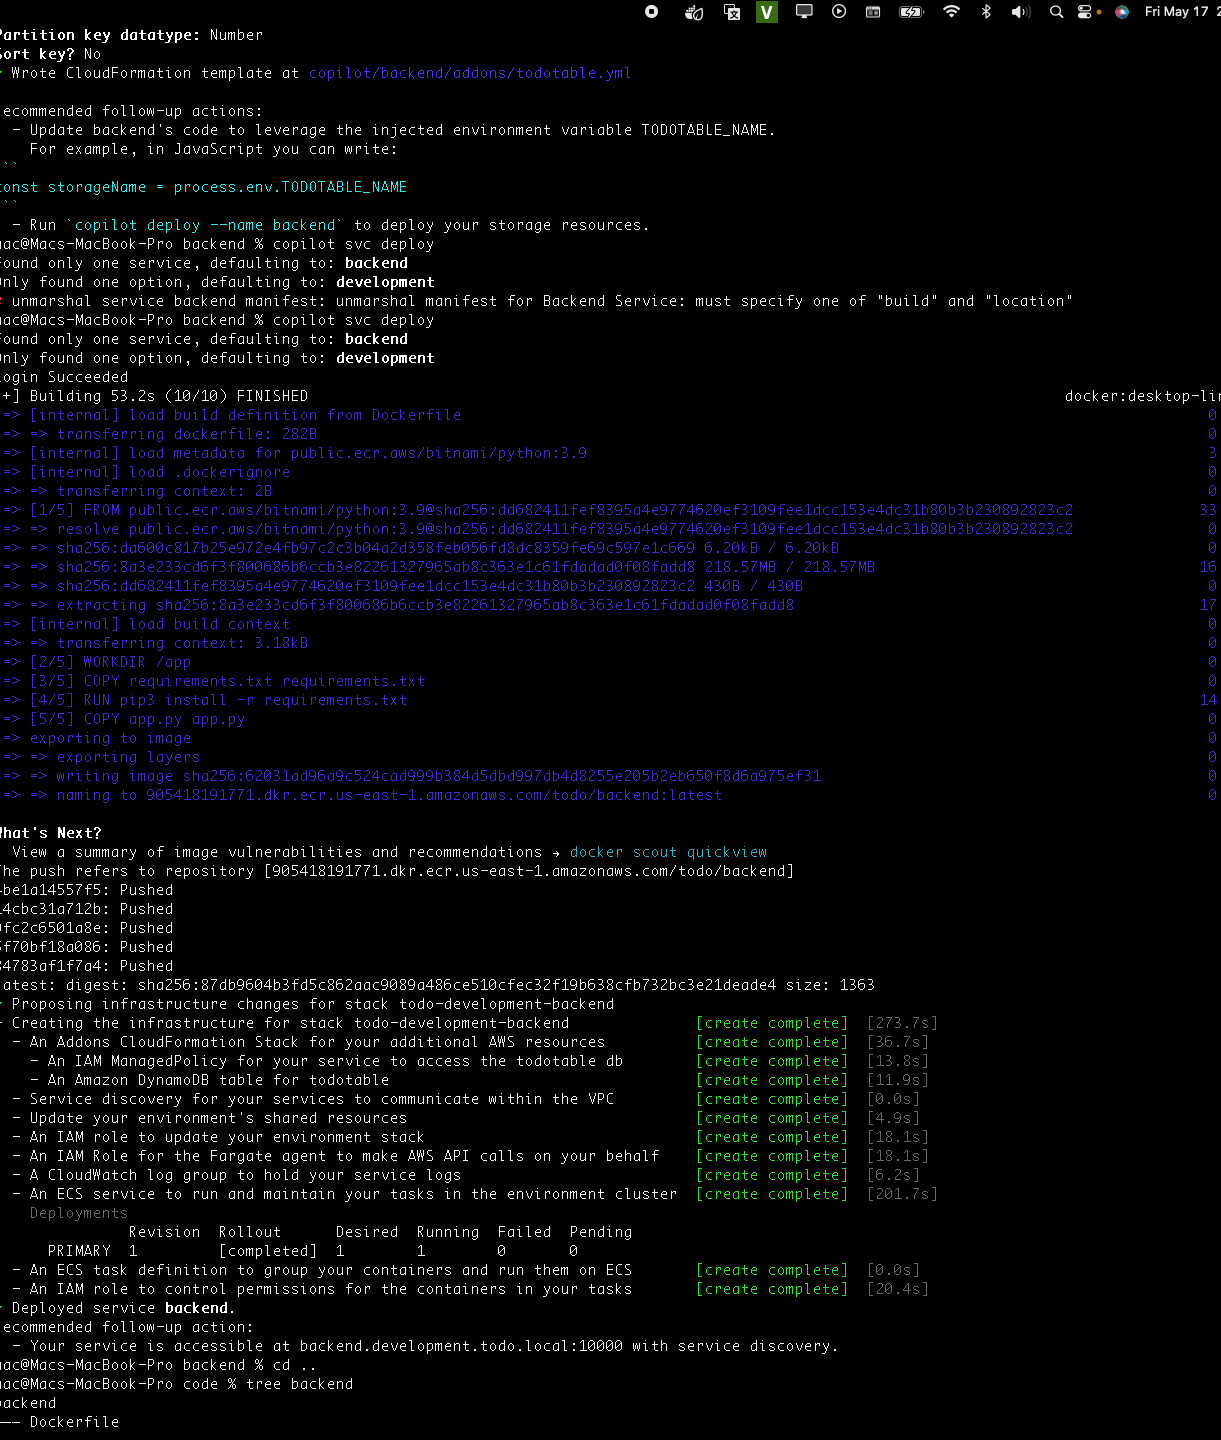 Fri May 17 2
Partition key datatype: Number
Sort key? No
Wrote CloudFormation template at copilot/backend/addons/todotable.yml
ecommended follow-up actions:
- Update backend's code to leverage the injected environment variable TODOTABLE_NAME.
For example, in JavaScript you can write:
``
const storageName = process.env.TODOTABLE_NAME
``
- Run `copilot deploy --name backend` to deploy your storage resources.
mac@Macs-MacBook-Pro backend % copilot svc deploy
Found only one service, defaulting to: backend
Only found one option, defaulting to: development
unmarshal service backend manifest: unmarshal manifest for Backend Service: must specify one of "build" and "location"
mac@Macs-MacBook-Pro backend % copilot svc deploy
Found only one service, defaulting to: backend
Only found one option, defaulting to: development
Login Succeeded
+] Building 53.2s (10/10) FINISHED docker:desktop-lin
=> [internal] load build definition from Dockerfile 0
=> => transferring dockerfile: 282B 0
=> [internal] load metadata for public.ecr.aws/bitnami/python:3.9 3
=> [internal] load .dockerignore 0
=> => transferring context: 2B 0
=> [1/5] FROM public.ecr.aws/bitnami/python:3.9@sha256:dd682411fef8395a4e9774620ef3109fee1dcc153e4dc31b80b3b230892823c2 33
=> => resolve public.ecr.aws/bitnami/python:3.9@sha256:dd682411fef8395a4e9774620ef3109fee1dcc153e4dc31b80b3b230892823c2 0
=> => sha256:da600c817b25e972e4fb97c2c3b04a2d358feb056fd8dc8359fe69c597e1c669 6.20kB / 6.20kB 0
=> => sha256:8a3e233cd6f3f800686b6ccb3e82261327965ab8c363e1c61fdadad0f08fadd8 218.57MB / 218.57MB 16
=> => sha256:dd682411fef8395a4e9774620ef3109fee1dcc153e4dc31b80b3b230892823c2 430B / 430B 0
=> => extracting sha256:8a3e233cd6f3f800686b6ccb3e82261327965ab8c363e1c61fdadad0f08fadd8 17
=> [internal] load build context 0
=> => transferring context: 3.18kB 0
=> [2/5] WORKDIR /app 0
=> [3/5] COPY requirements.txt requirements.txt 0
=> [4/5] RUN pip3 install -r requirements.txt 14
=> [5/5] COPY app.py app.py 0
=> exporting to image 0
=> => exporting layers 0
=> => writing image sha256:62031ad96a9c524cad999b384d5dbd997db4d8255e205b2eb650f8d6a975ef31 0
=> => naming to 905418191771.dkr.ecr.us-east-1.amazonaws.com/todo/backend:latest 0
What's Next?
View a summary of image vulnerabilities and recommendations → docker scout quickview
The push refers to repository [905418191771.dkr.ecr.us-east-1.amazonaws.com/todo/backend]
be1a14557f5: Pushed
4cbc31a712b: Pushed
fc2c6501a8e: Pushed
f70bf18a086: Pushed
4783af1f7a4: Pushed
latest: digest: sha256:87db9604b3fd5c862aac9089a486ce510cfec32f19b638cfb732bc3e21deade4 size: 1363
Proposing infrastructure changes for stack todo-development-backend
- Creating the infrastructure for stack todo-development-backend [create complete] [273.7s]
- An Addons CloudFormation Stack for your additional AWS resources [create complete] [36.7s]
- An IAM ManagedPolicy for your service to access the todotable db [create complete] [13.8s]
- An Amazon DynamoDB table for todotable [create complete] [11.9s]
- Service discovery for your services to communicate within the VPC [create complete] [0.0s]
- Update your environment's shared resources [create complete] [4.9s]
- An IAM role to update your environment stack [create complete] [18.1s]
- An IAM Role for the Fargate agent to make AWS API calls on your behalf [create complete] [18.1s]
- A CloudWatch log group to hold your service logs [create complete] [6.2s]
- An ECS service to run and maintain your tasks in the environment cluster [create complete] [201.7s]
Deployments
Revision Rollout Desired Running Failed Pending
PRIMARY 1 [completed] 1 1 0 0
- An ECS task definition to group your containers and run them on ECS [create complete] [0.0s]
- An IAM role to control permissions for the containers in your tasks [create complete] [20.4s]
Deployed service backend.
ecommended follow-up action:
- Your service is accessible at backend.development.todo.local:10000 with service discovery.
mac@Macs-MacBook-Pro backend % cd ..
mac@Macs-MacBook-Pro code % tree backend
backend
── Dockerfile